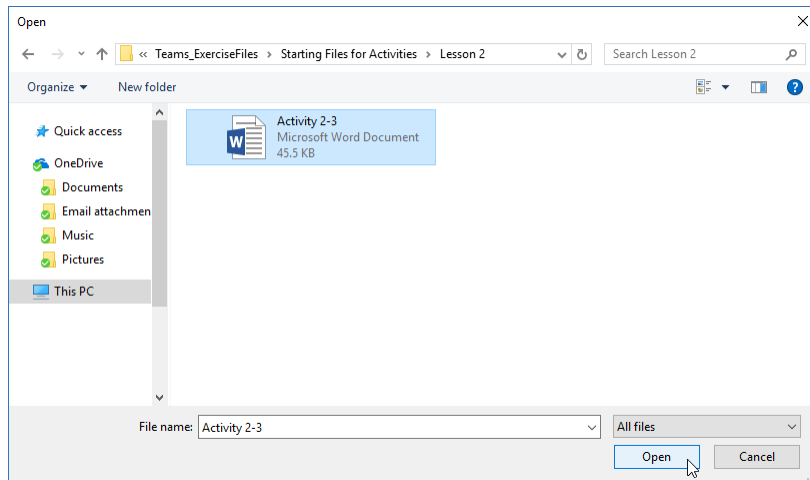 Open
« Teams_ExerciseFiles › Starting Files for Activities › Lesson 2
Search Lesson 2
Organize
New folder
?
Quick access
OneDrive
Documents
Email attachmen
Music
Pictures
This PC
W
Activity 2-3
Microsoft Word Document
45.5 KB
File name: Activity 2-3
All files
Open
Cancel